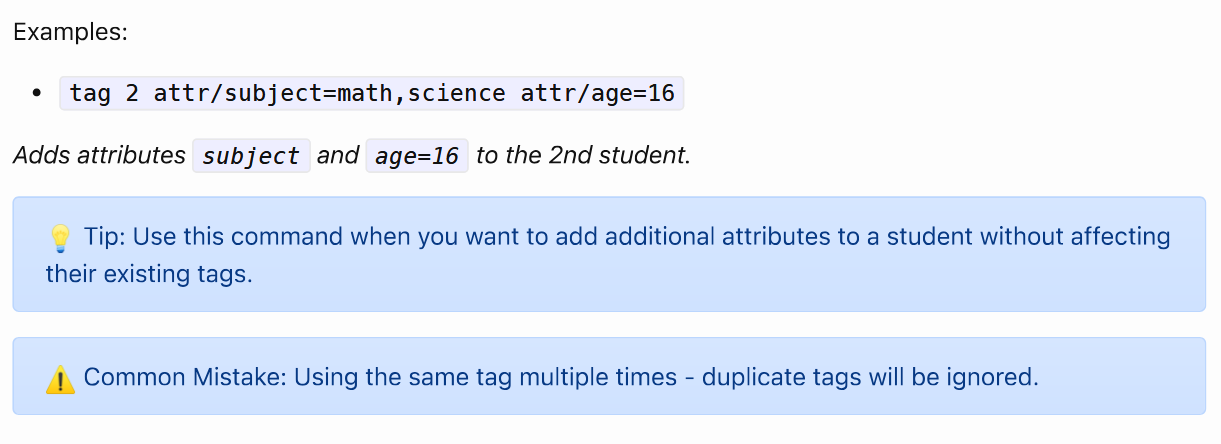 Examples:
• tag 2 attr/subject=math,science attr/age=16
Adds attributes subject and age=16 to the 2nd student.
💡 Tip: Use this command when you want to add additional attributes to a student without affecting
their existing tags.
⚠️ Common Mistake: Using the same tag multiple times - duplicate tags will be ignored.